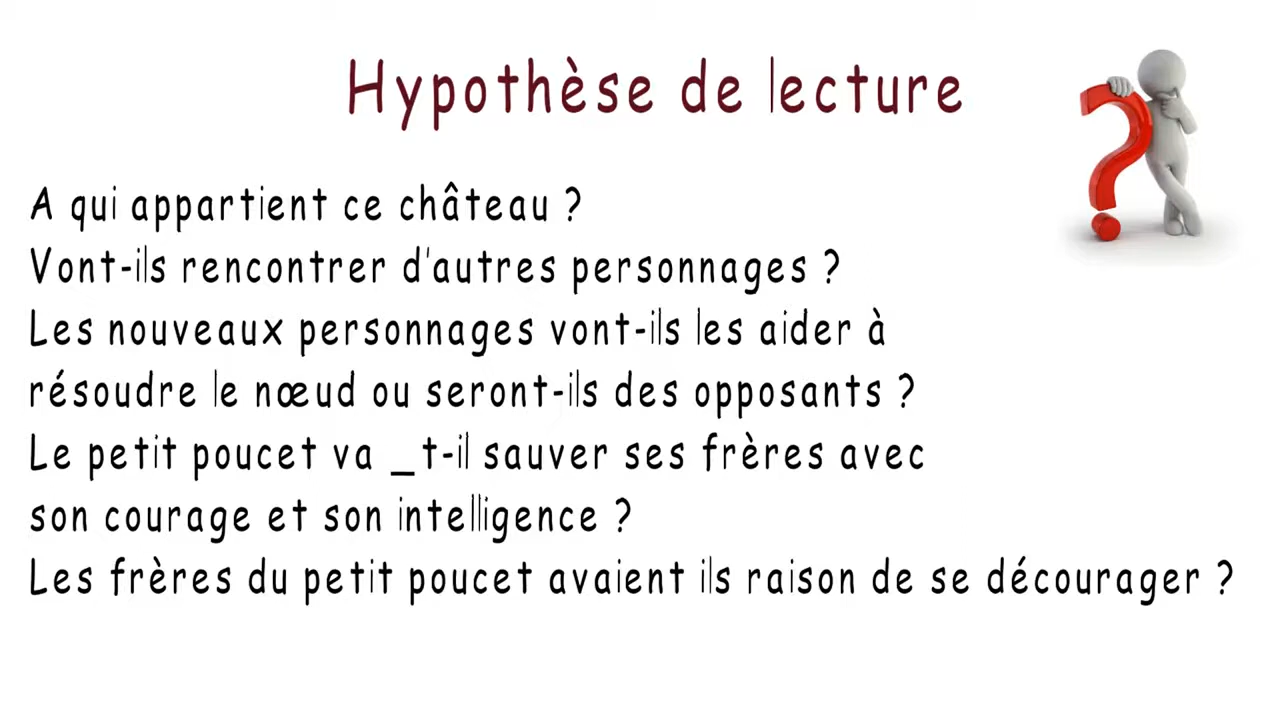 Hypothèse de lecture
A qui appartient ce château ?
Vont-ils rencontrer d'autres personnages ?
Les nouveaux personnages vont-ils les aider à
résoudre le nœud ou seront-ils des opposants ?
Le petit poucet va _t-il sauver ses frères avec
son courage et son intelligence ?
Les frères du petit poucet avaient ils raison de se décourager ?